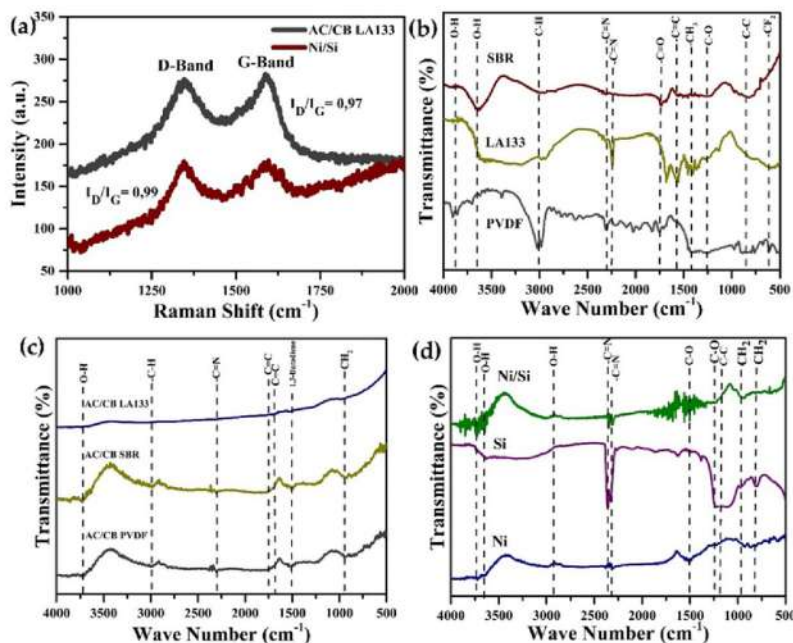 (a)
AC/CB LA133
Ni/Si
D-Band
G-Band
I_D/I_G= 0,97
I_D/I_G= 0,99
Intensity (a.u.)
350
300
250
200
150
100
50
1000 1250 1500 1750 2000
Raman Shift (cm⁻¹)
(b)
O-H
O-H
C-H
-C=N
-C=N
-C=O
-C=C
-CH₂
C-O
C-C
-CF₂
SBR
LA133
PVDF
Transmittance (%)
4000 3500 3000 2500 2000 1500 1000 500
Wave Number (cm⁻¹)
(c)
O-H
C-H
-C=N
C=C
C=C
1,3-Butadiene
CH₂
AC/CB LA133
AC/CB SBR
AC/CB PVDF
Transmittance (%)
4000 3500 3000 2500 2000 1500 1000 500
Wave Number (cm⁻¹)
(d)
O-H
O-H
O-H
-C=N
-C=N
C-O
C-O
C-C
CH2
CH2
Ni/Si
Si
Ni
Transmittance (%)
4000 3500 3000 2500 2000 1500 1000 500
Wave Number (cm⁻¹)